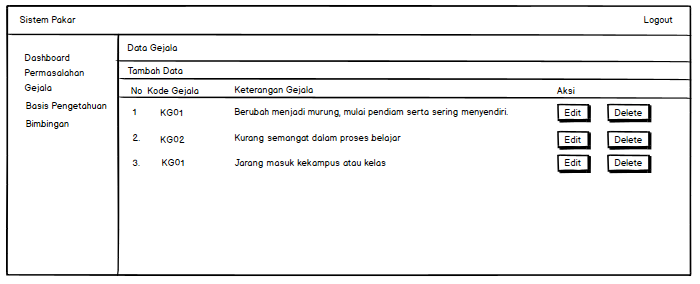 Sistem Pakar Logout
Dashboard
Permasalahan
Gejala
Basis Pengetahuan
Bimbingan
Data Gejala
Tambah Data
No Kode Gejala Keterangan Gejala Aksi
1 KG01 Berubah menjadi murung, mulai pendiam serta sering menyendiri. Edit Delete
2. KG02 Kurang semangat dalam proses belajar Edit Delete
3. KG01 Jarang masuk kekampus atau kelas Edit Delete